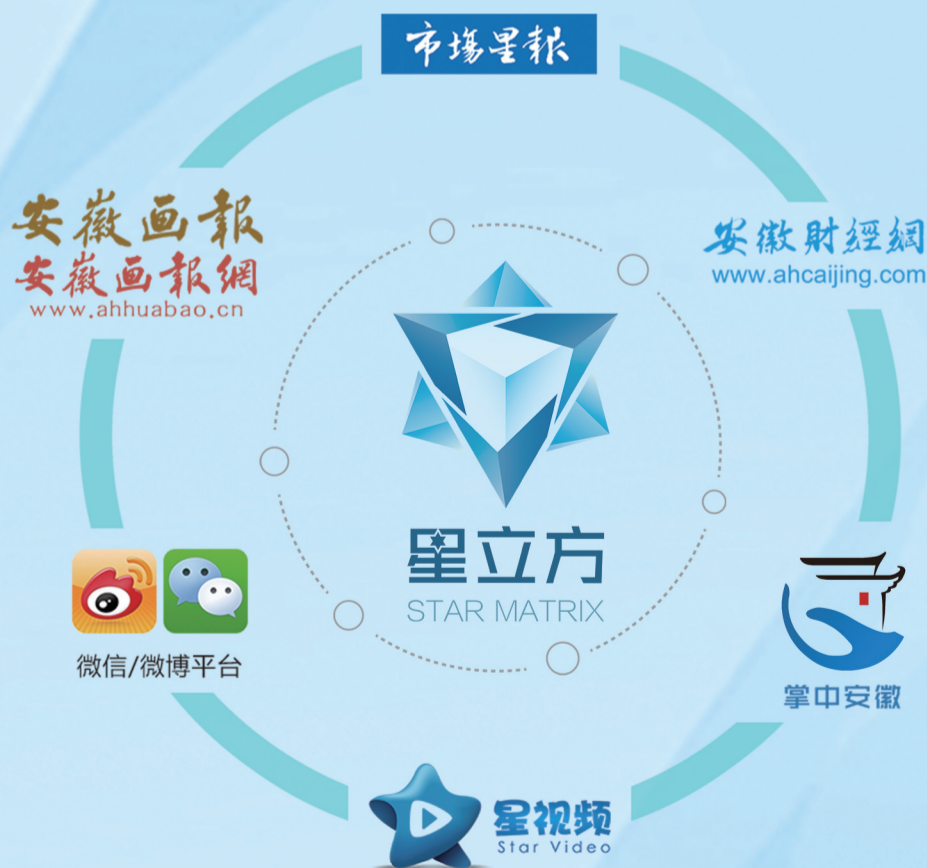 市場星報
安徽画報
安徽画報網
www.ahhuabao.cn
安徽財經網
www.ahcaijing.com
星立方
STAR MATRIX
微信/微博平台
掌中安徽
星视频
Star Video